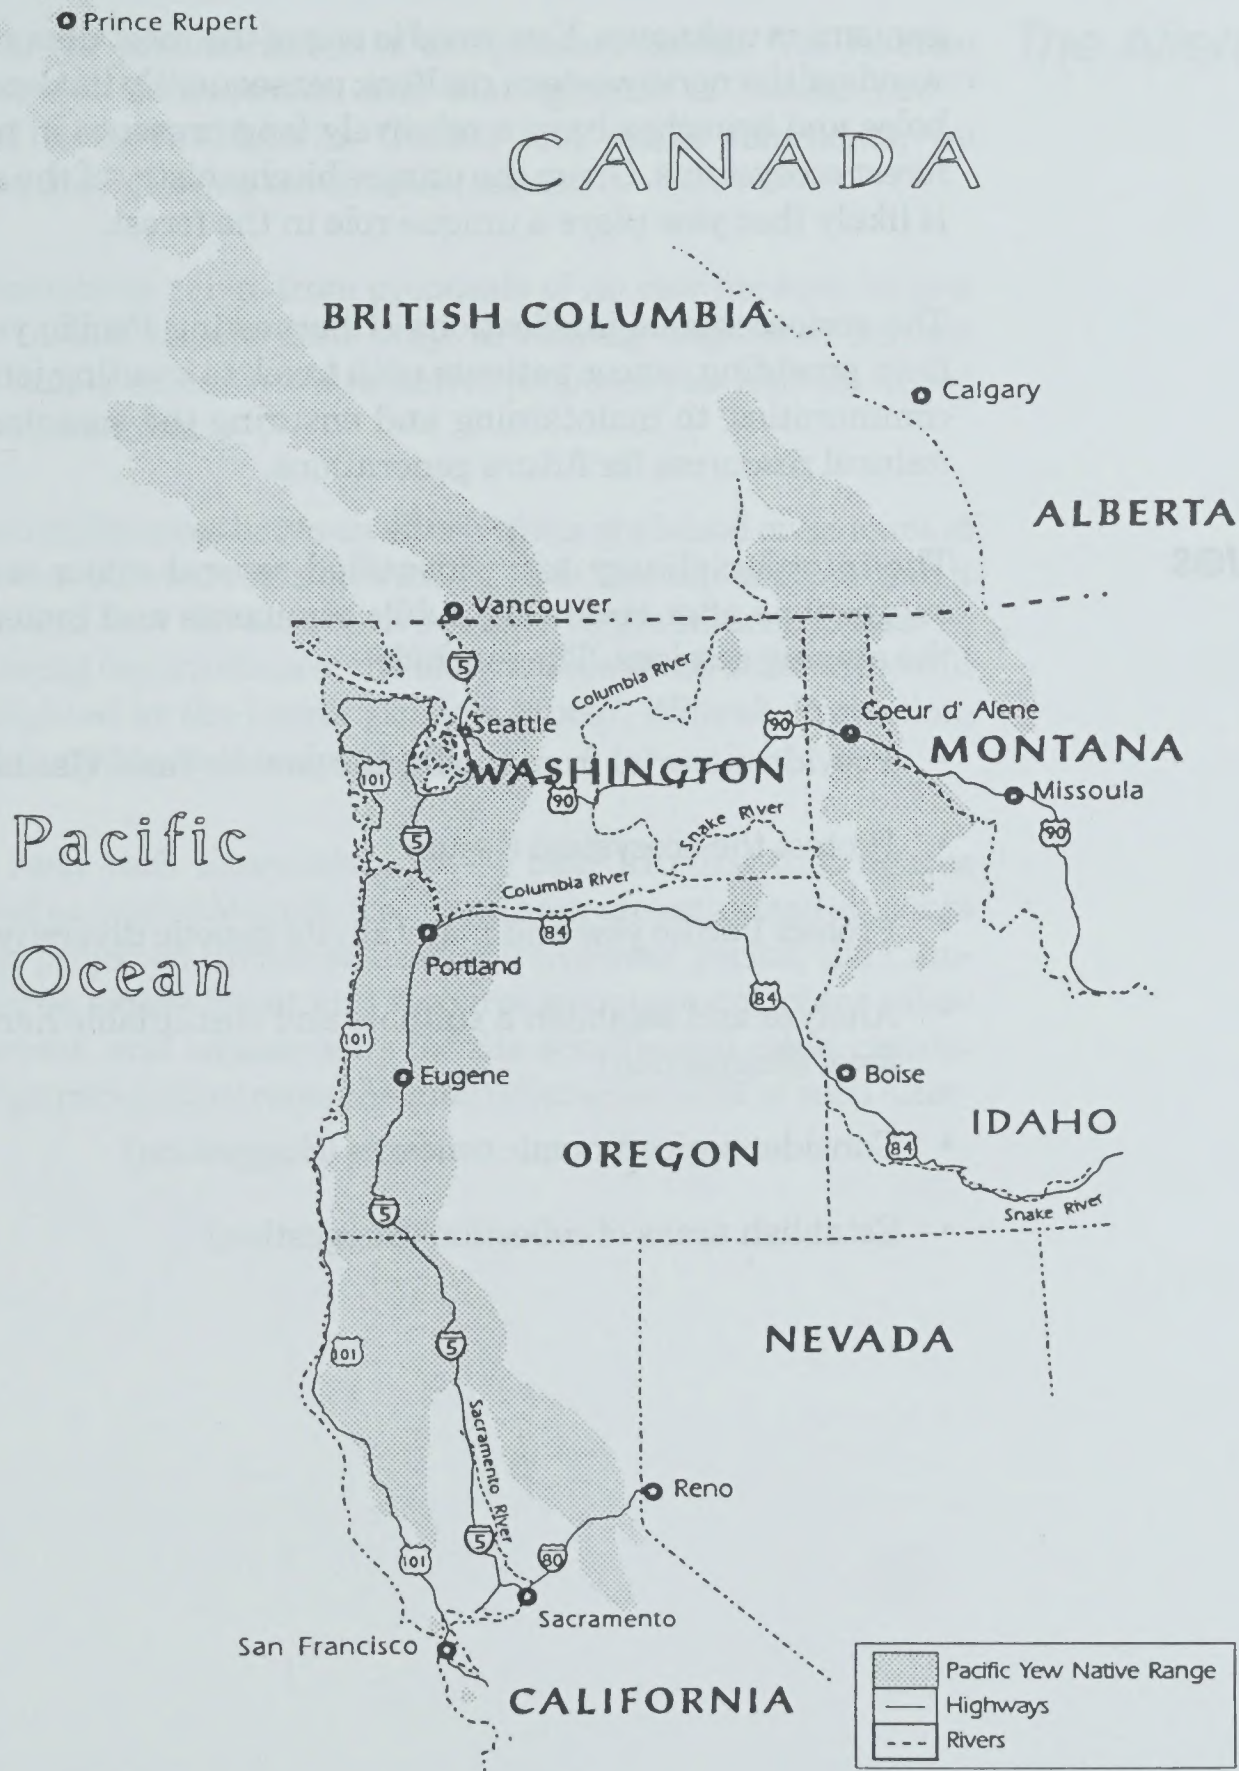 Prince Rupert
CANADA
BRITISH COLUMBIA
Calgary
ALBERTA
Vancouver
5
Columbia River
Seattle
90
Coeur d' Alene
MONTANA
101
WASHINGTON
90
Missoula
Pacific
5
Snake River
90
Columbia River
84
Portland
Ocean
84
101
Eugene
Boise
IDAHO
OREGON
84
5
Snake River
NEVADA
101
5
Sacramento River
Reno
5
101
80
Sacramento
San Francisco
CALIFORNIA
Pacific Yew Native Range
Highways
Rivers